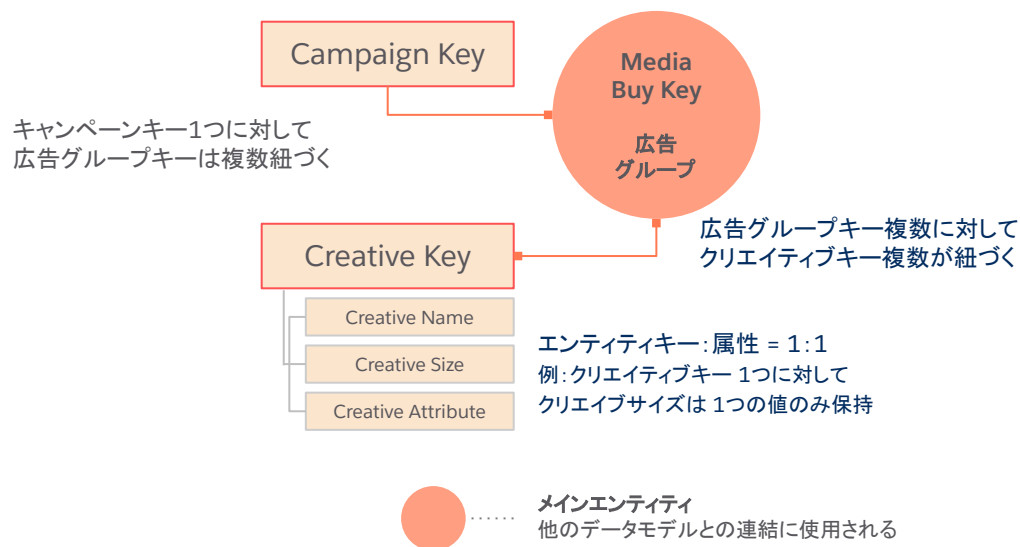 Campaign Key
Media
Buy Key
広告
グループ
キャンペーンキー1つに対して
広告グループキーは複数紐づく
Creative Key
広告グループキー複数に対して
クリエイティブキー複数が紐づく
Creative Name
Creative Size
Creative Attribute
エンティティキー：属性 = 1:1
例：クリエイティブキー 1つに対して
クリエイブサイズは 1つの値のみ保持
メインエンティティ
他のデータモデルとの連結に使用される